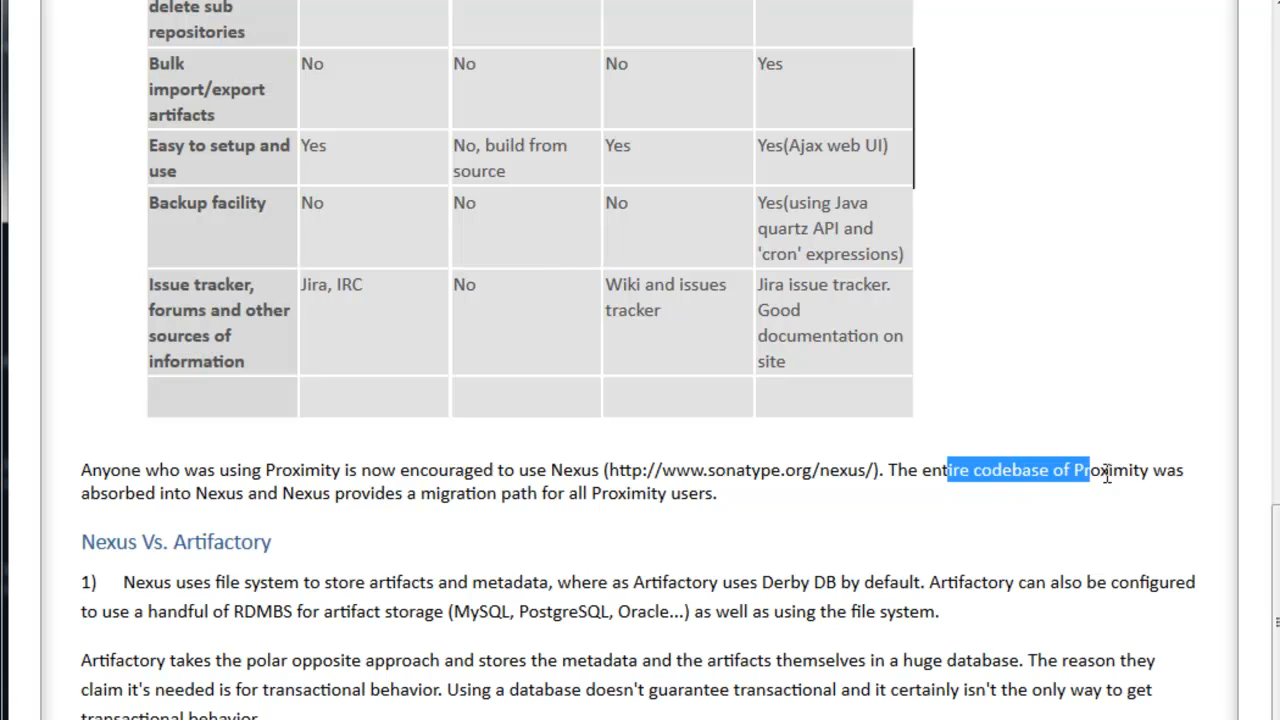 delete sub
repositories
Bulk
import/export
artifacts
No
No
No
Yes
Easy to setup and
use
Yes
No, build from
source
Yes
Yes(Ajax web UI)
Backup facility
No
No
No
Yes(using Java
quartz API and
'cron' expressions)
Issue tracker,
forums and other
sources of
information
Jira, IRC
No
Wiki and issues
tracker
Jira issue tracker.
Good
documentation on
site
Anyone who was using Proximity is now encouraged to use Nexus (http://www.sonatype.org/nexus/). The entire codebase of Proximity was
absorbed into Nexus and Nexus provides a migration path for all Proximity users.
Nexus Vs. Artifactory
1) Nexus uses file system to store artifacts and metadata, where as Artifactory uses Derby DB by default. Artifactory can also be configured
to use a handful of RDMBS for artifact storage (MySQL, PostgreSQL, Oracle...) as well as using the file system.
Artifactory takes the polar opposite approach and stores the metadata and the artifacts themselves in a huge database. The reason they
claim it's needed is for transactional behavior. Using a database doesn't guarantee transactional and it certainly isn't the only way to get
transactional behavior.